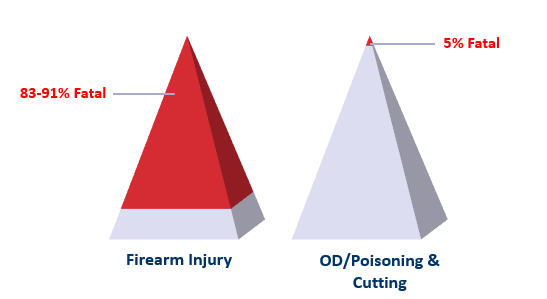 83-91% Fatal
5% Fatal
Firearm Injury
OD/Poisoning &
Cutting